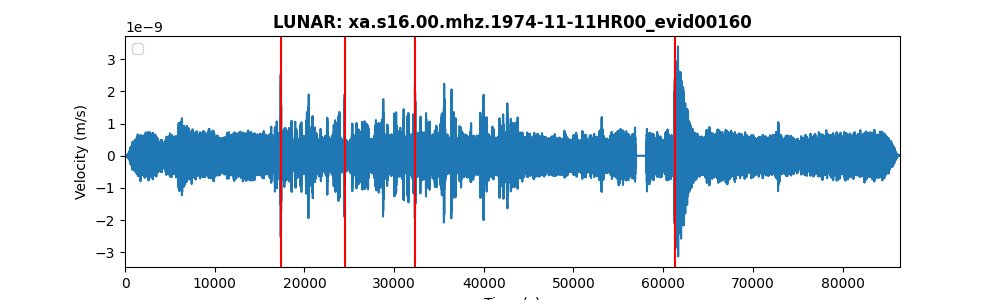 LUNAR: xa.s16.00.mhz.1974-11-11HR00_evid00160
1e−9
3
2
1
0
−1
−2
−3
Velocity (m/s)
0 10000 20000 30000 40000 50000 60000 70000 80000
Time (s)